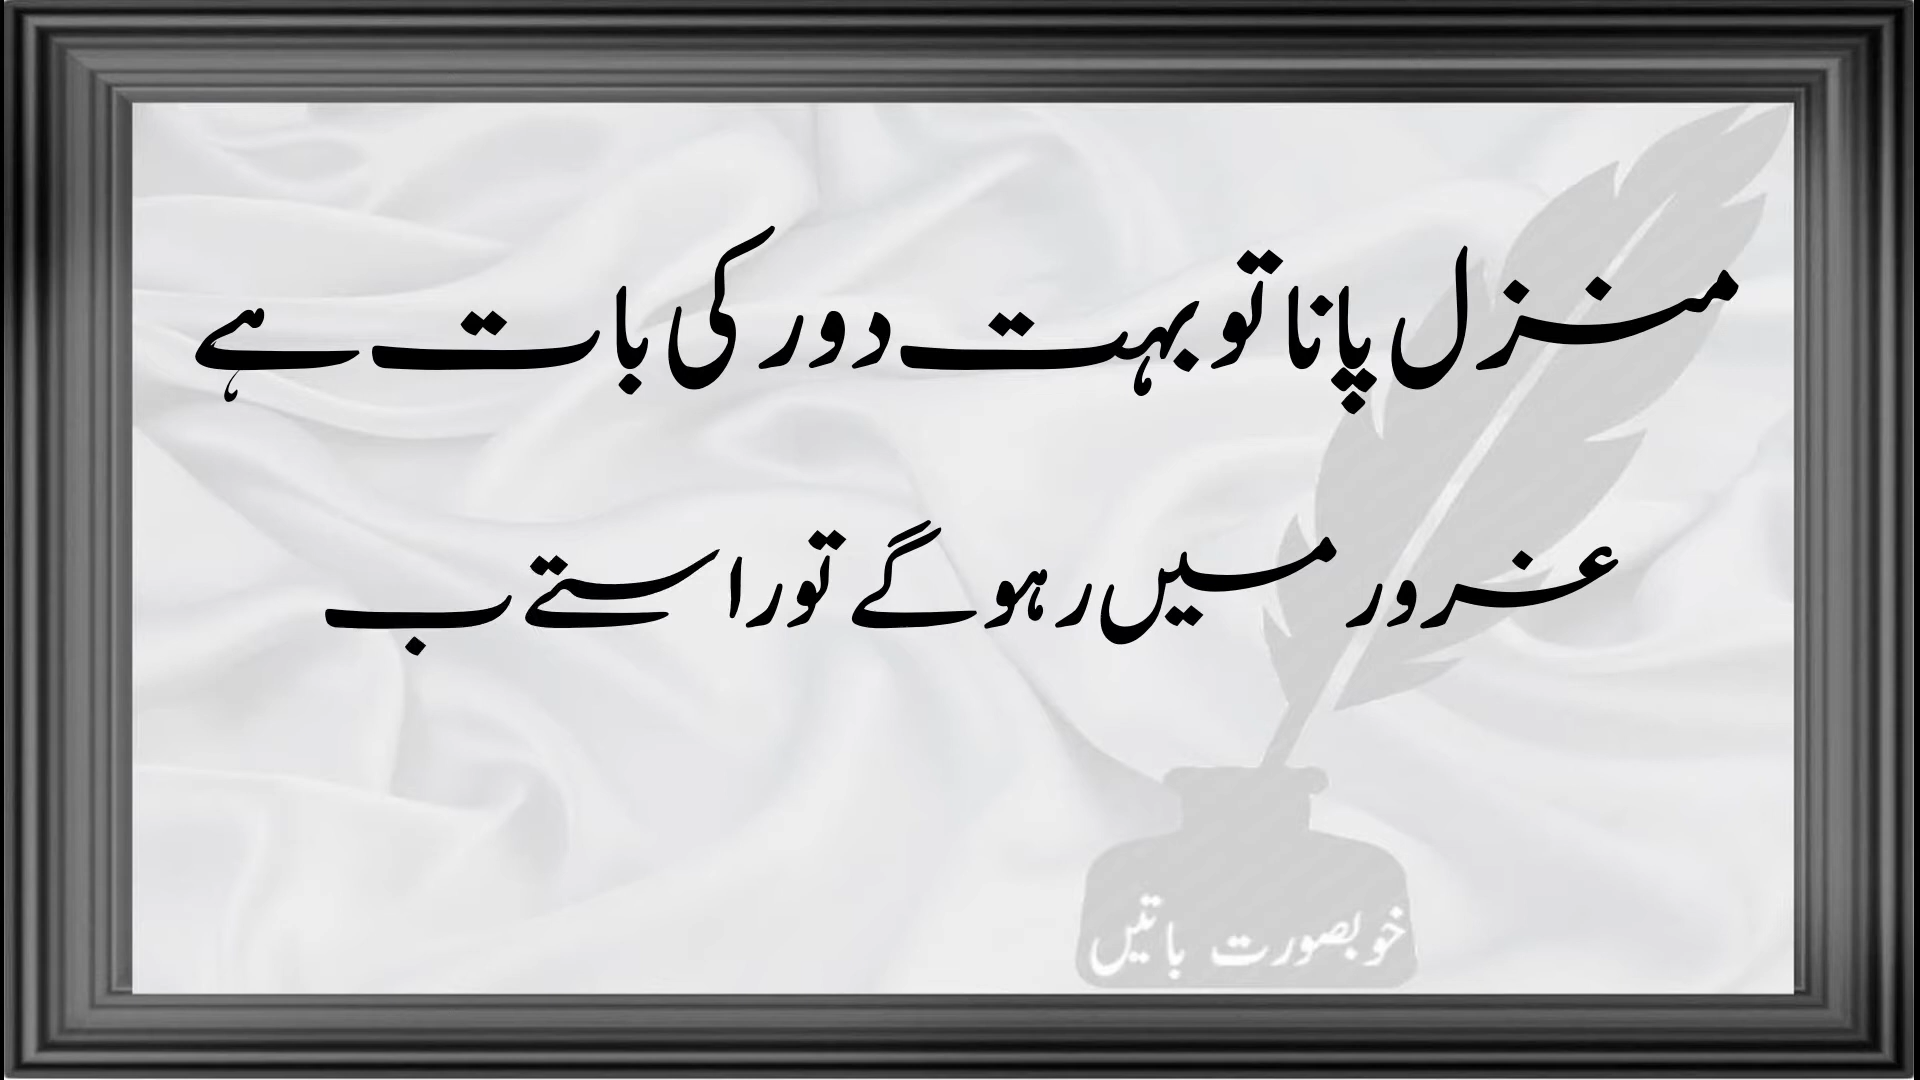 منزل پانا تو بہت دور کی بات ہے
غرور میں رہو گے تو راستے ب
خوبصورت باتیں